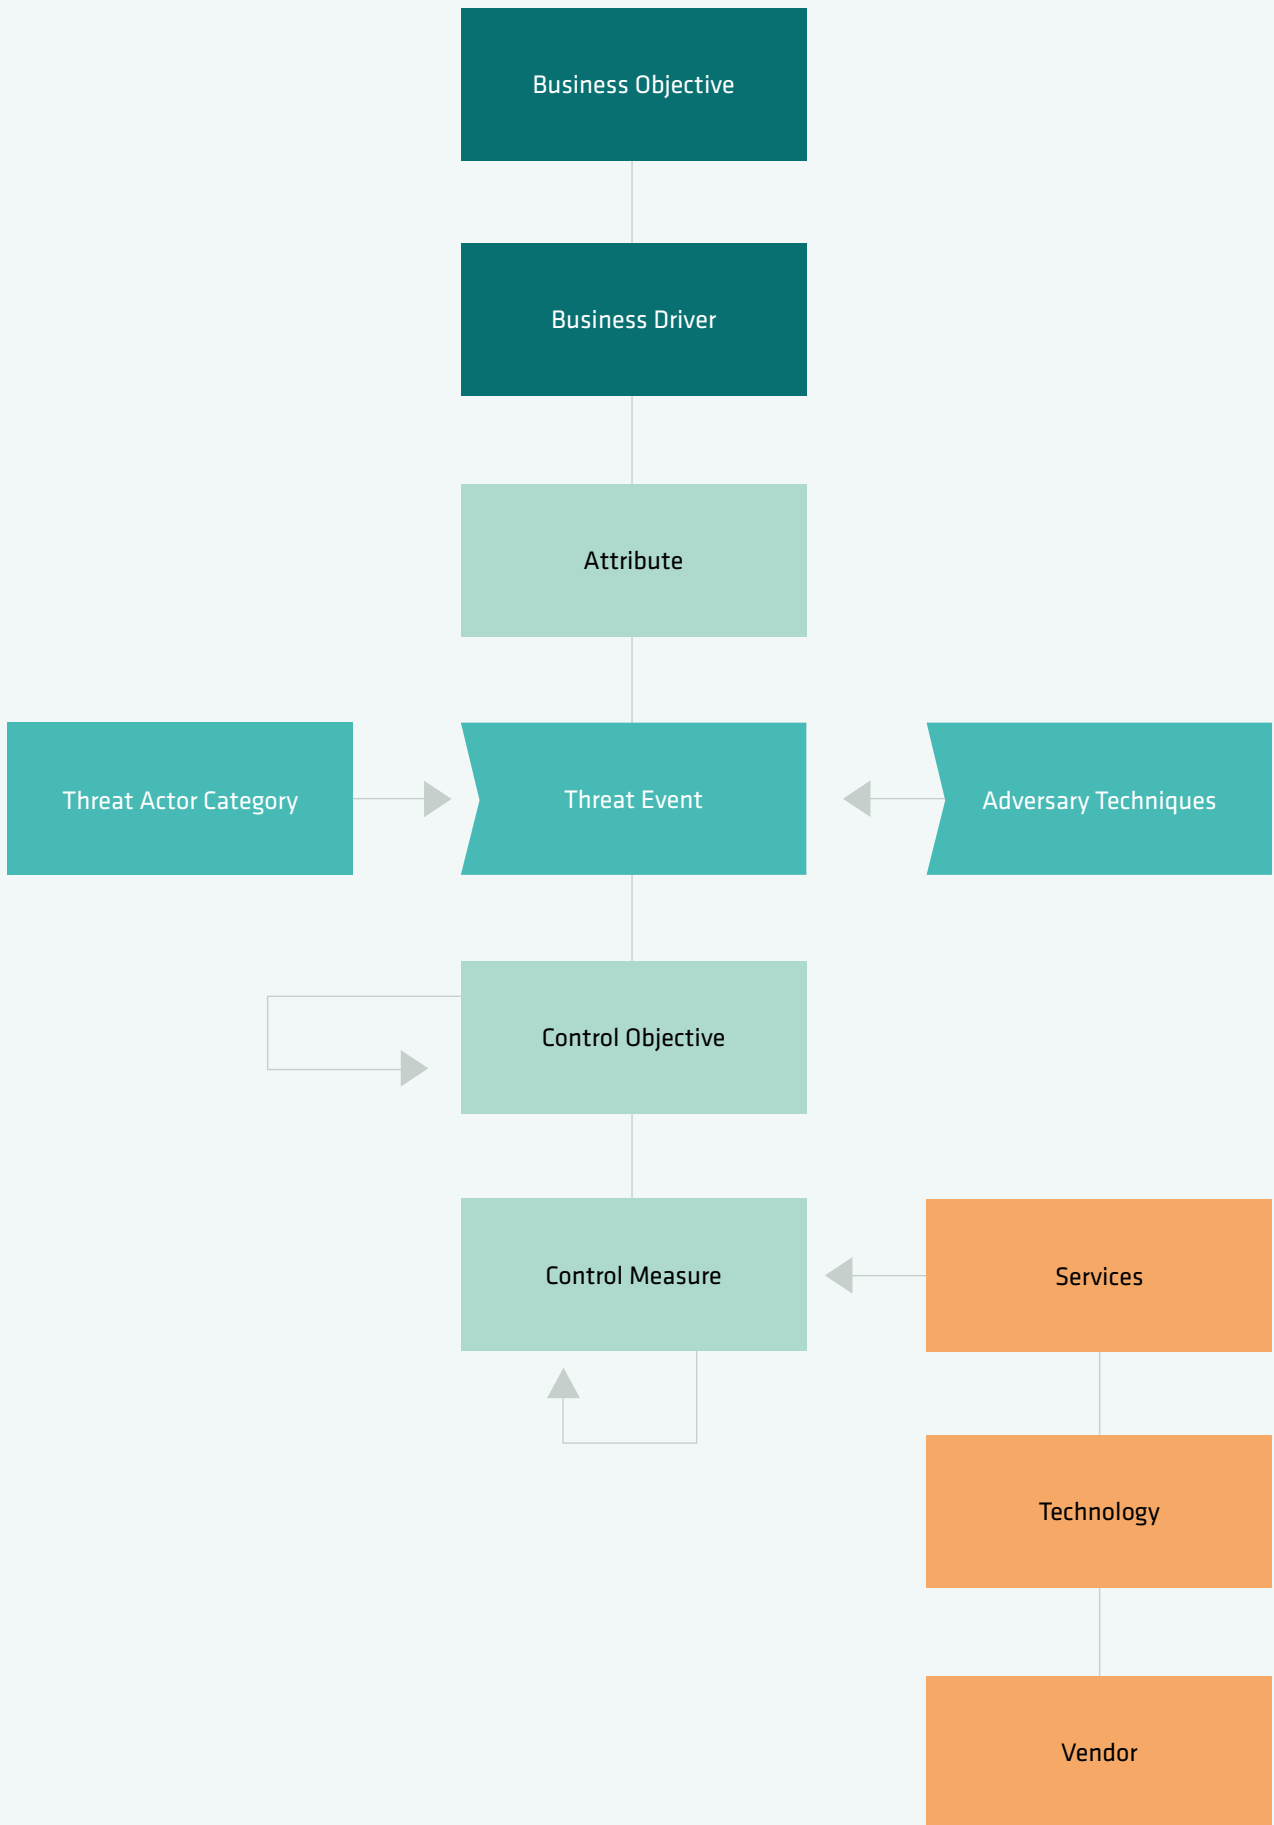 Business Objective
Business Driver
Attribute
Threat Actor Category
Threat Event
Adversary Techniques
Control Objective
Control Measure
Services
Technology
Vendor